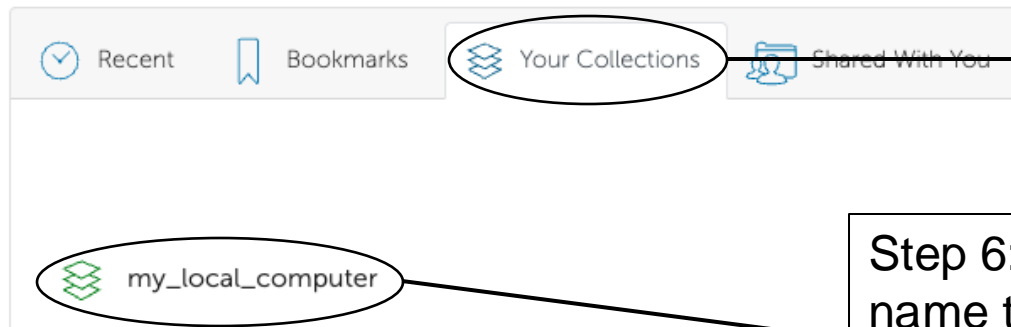 Recent Bookmarks Your Collections Shared With You
my_local_computer
Step 6:
name t